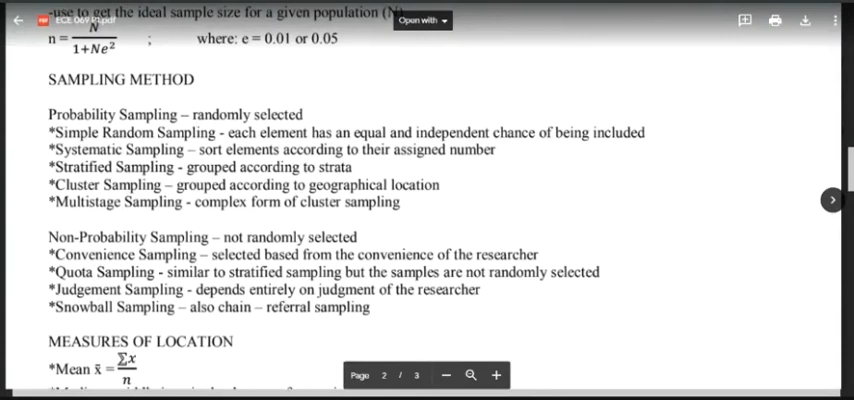 -use to get the ideal sample size for a given population (N)
ECE 069 P1.pdf
Open with
n = N / 1+Ne² ; where: e = 0.01 or 0.05
SAMPLING METHOD
Probability Sampling – randomly selected
*Simple Random Sampling - each element has an equal and independent chance of being included
*Systematic Sampling – sort elements according to their assigned number
*Stratified Sampling - grouped according to strata
*Cluster Sampling – grouped according to geographical location
*Multistage Sampling - complex form of cluster sampling
Non-Probability Sampling – not randomly selected
*Convenience Sampling – selected based from the convenience of the researcher
*Quota Sampling - similar to stratified sampling but the samples are not randomly selected
*Judgement Sampling - depends entirely on judgment of the researcher
*Snowball Sampling – also chain – referral sampling
MEASURES OF LOCATION
*Mean x̄ = Σx / n
Page 2 / 3